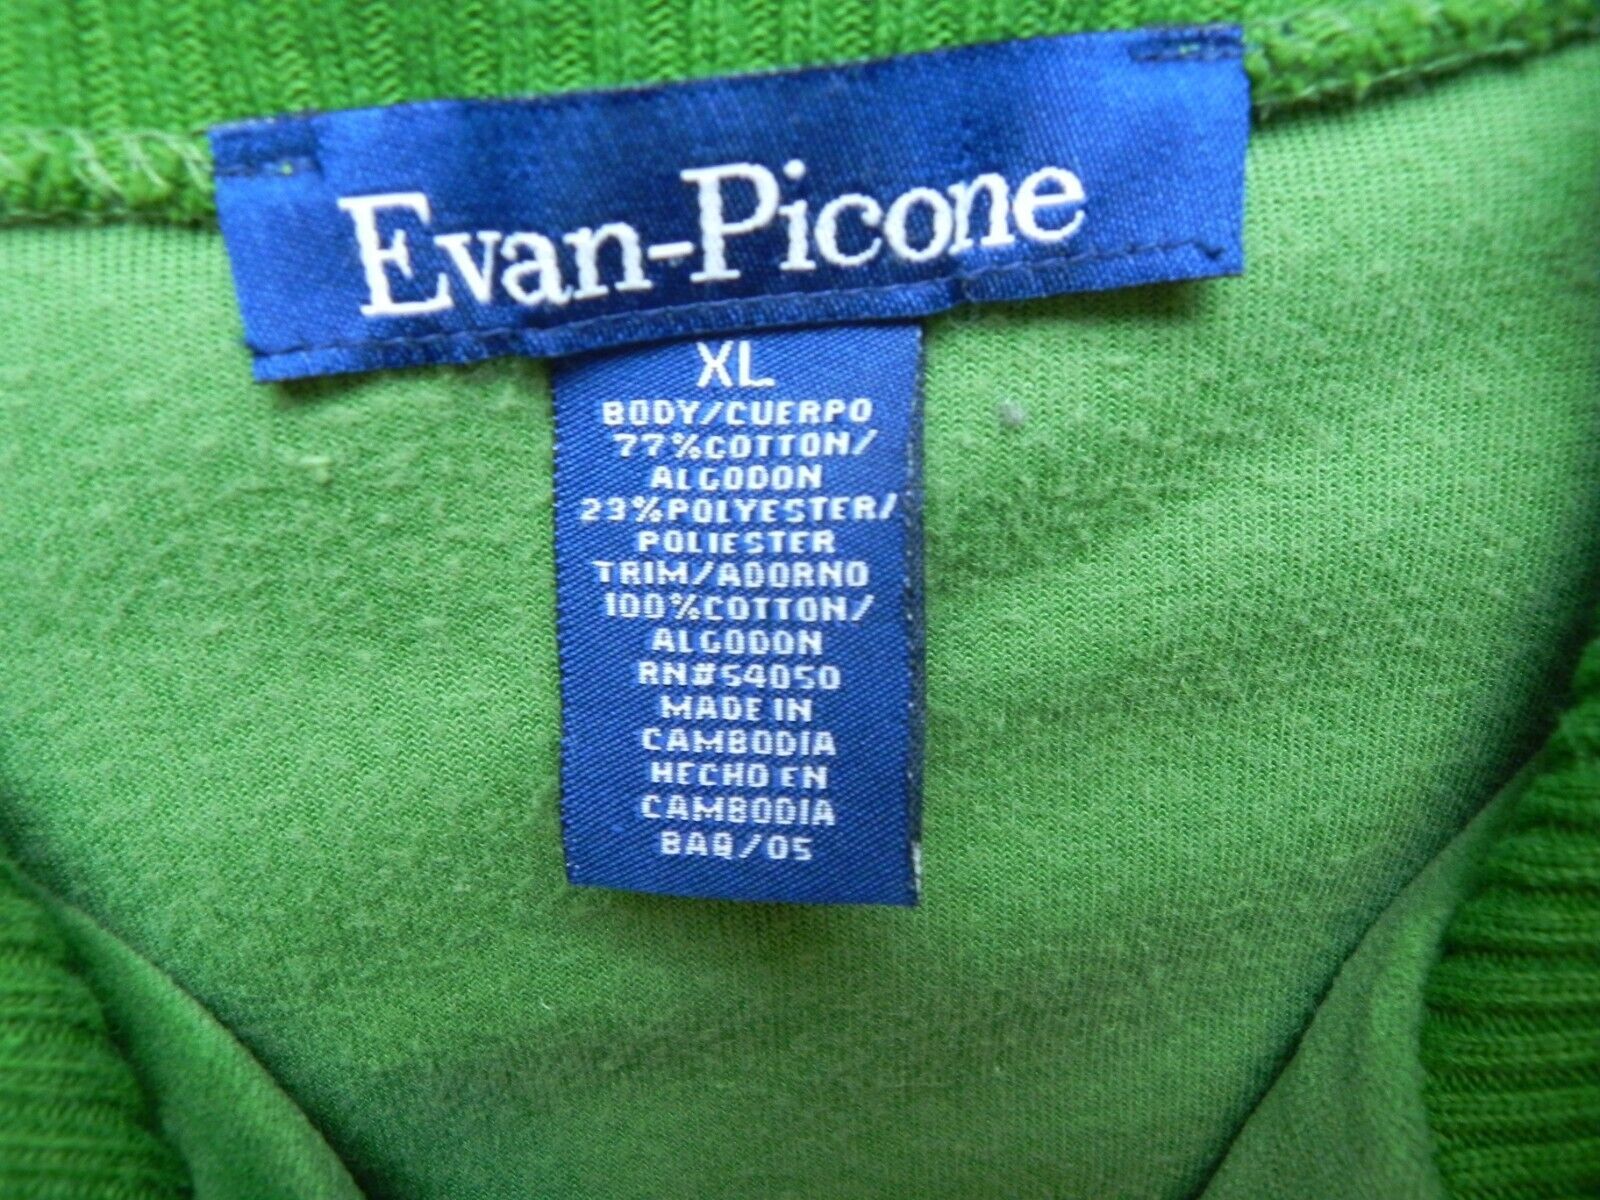 Evan-Picone
XL
BODY/CUERPO
77%COTTON/
ALGODON
23%POLYESTER/
POLIESTER
TRIM/ADORNO
100%COTTON/
ALGODON
RN#54050
MADE IN
CAMBODIA
HECHO EN
CAMBODIA
BAQ/05